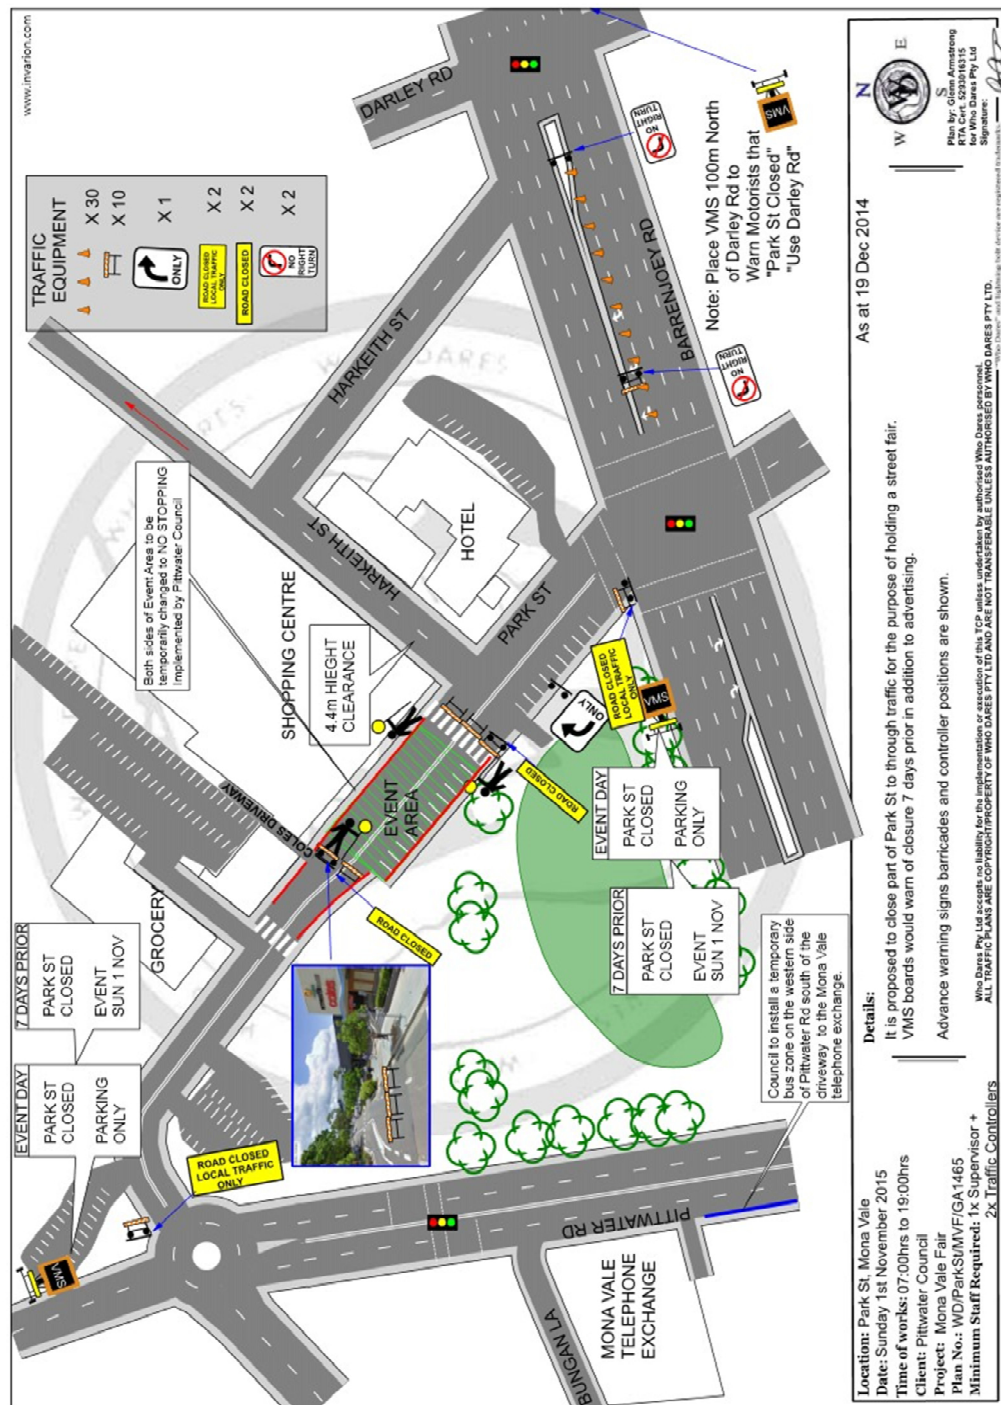 www.invarion.com
TRAFFIC
EQUIPMENT
X 30
X 10
ONLY
X 1
ROAD CLOSED
LOCAL TRAFFIC
ONLY
X 2
ROAD CLOSED
X 2
NO
RIGHT
TURN
X 2
DARLEY RD
HARKEITH ST
HARKEITH ST
Both sides of Event Area to be
temporarily changed to NO STOPPING
Implemented by Pittwater Council
SHOPPING CENTRE
4.4m HIEGHT
CLEARANCE
HOTEL
PARK ST
BARRENJOEY RD
NO
RIGHT
TURN
NO
RIGHT
TURN
VMS
Note: Place VMS 100m North
of Darley Rd to
Warn Motorists that
"Park St Closed"
"Use Darley Rd"
COLES DRIVEWAY
EVENT
AREA
GROCERY
ROAD CLOSED
ROAD CLOSED
ONLY
ROAD CLOSED
LOCAL TRAFFIC
ONLY
VMS
EVENT DAY
PARK ST
CLOSED
PARKING
ONLY
7 DAYS PRIOR
PARK ST
CLOSED
EVENT
SUN 1 NOV
7 DAYS PRIOR
PARK ST
CLOSED
EVENT
SUN 1 NOV
EVENT DAY
PARK ST
CLOSED
PARKING
ONLY
VMS
ROAD CLOSED
LOCAL TRAFFIC
ONLY
coles
PITTWATER RD
BUNGAN LA
MONA VALE
TELEPHONE
EXCHANGE
Council to install a temporary
bus zone on the western side
of Pittwater Rd south of the
driveway to the Mona Vale
telephone exchange.
Location: Park St, Mona Vale
Date: Sunday 1st November 2015
Time of works: 07:00hrs to 19:00hrs
Client: Pittwater Council
Project: Mona Vale Fair
Plan No.: WD/ParkSt/MVF/GA1465
Minimum Staff Required: 1x Supervisor +
2x Traffic Controllers
Details:
It is proposed to close part of Park St to through traffic for the purpose of holding a street fair.
VMS boards would warn of closure 7 days prior in addition to advertising.
Advance warning signs barricades and controller positions are shown.
As at 19 Dec 2014
N
W
E
S
Plan by: Glenn Armstrong
RTA Cert. 5293016315
for Who Dares Pty Ltd
Signature:
Who Dares Pty. Ltd accepts no liability for the implementation or execution of this TCP unless undertaken by authorised Who Dares personnel.
ALL TRAFFIC PLANS ARE COPYRIGHT/PROPERTY OF WHO DARES PTY LTD AND ARE NOT TRANSFERABLE UNLESS AUTHORISED BY WHO DARES PTY LTD.